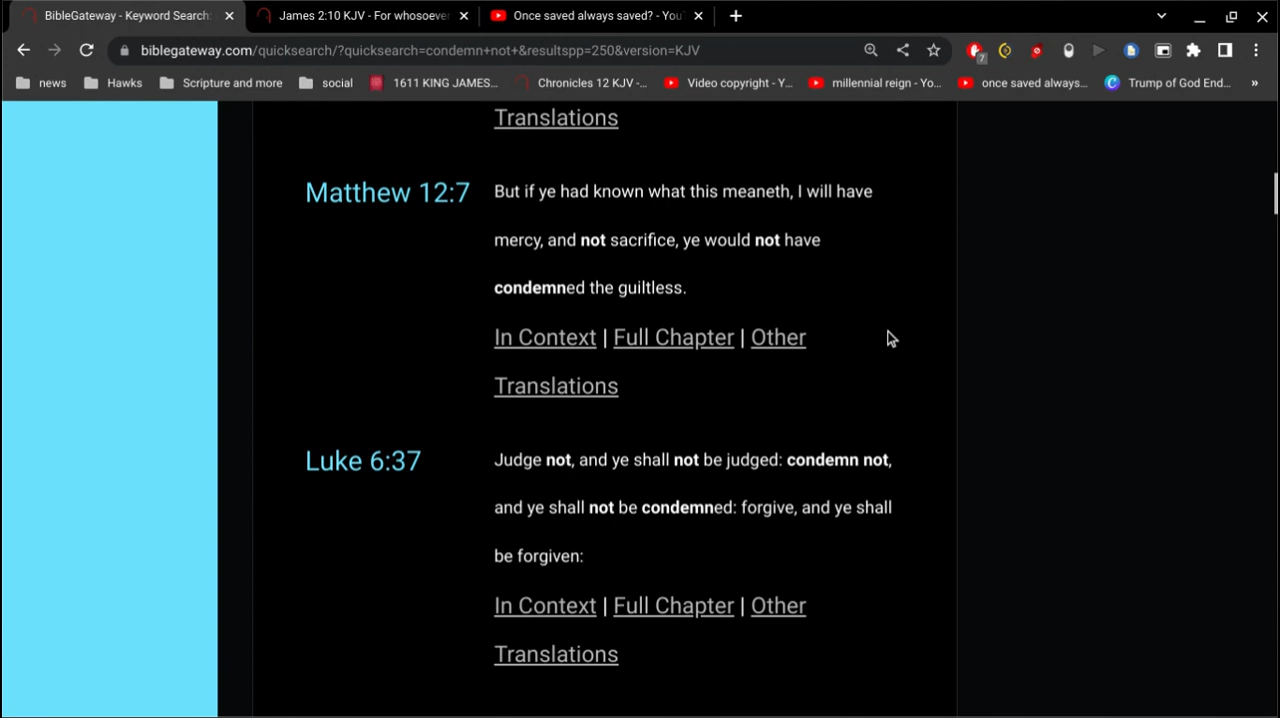 BibleGateway - Keyword Search:
James 2:10 KJV - For whosoever
Once saved always saved? - You
biblegateway.com/quicksearch/?quicksearch=condemn+not+&resultspp=250&version=KJV
7
news
Hawks
Scripture and more
social
1611 KING JAMES...
Chronicles 12 KJV -...
Video copyright - Y...
millennial reign - Yo...
once saved always...
Trump of God End...
»
Translations
Matthew 12:7
But if ye had known what this meaneth, I will have
mercy, and not sacrifice, ye would not have
condemned the guiltless.
In Context | Full Chapter | Other
Translations
Luke 6:37
Judge not, and ye shall not be judged: condemn not,
and ye shall not be condemned: forgive, and ye shall
be forgiven:
In Context | Full Chapter | Other
Translations